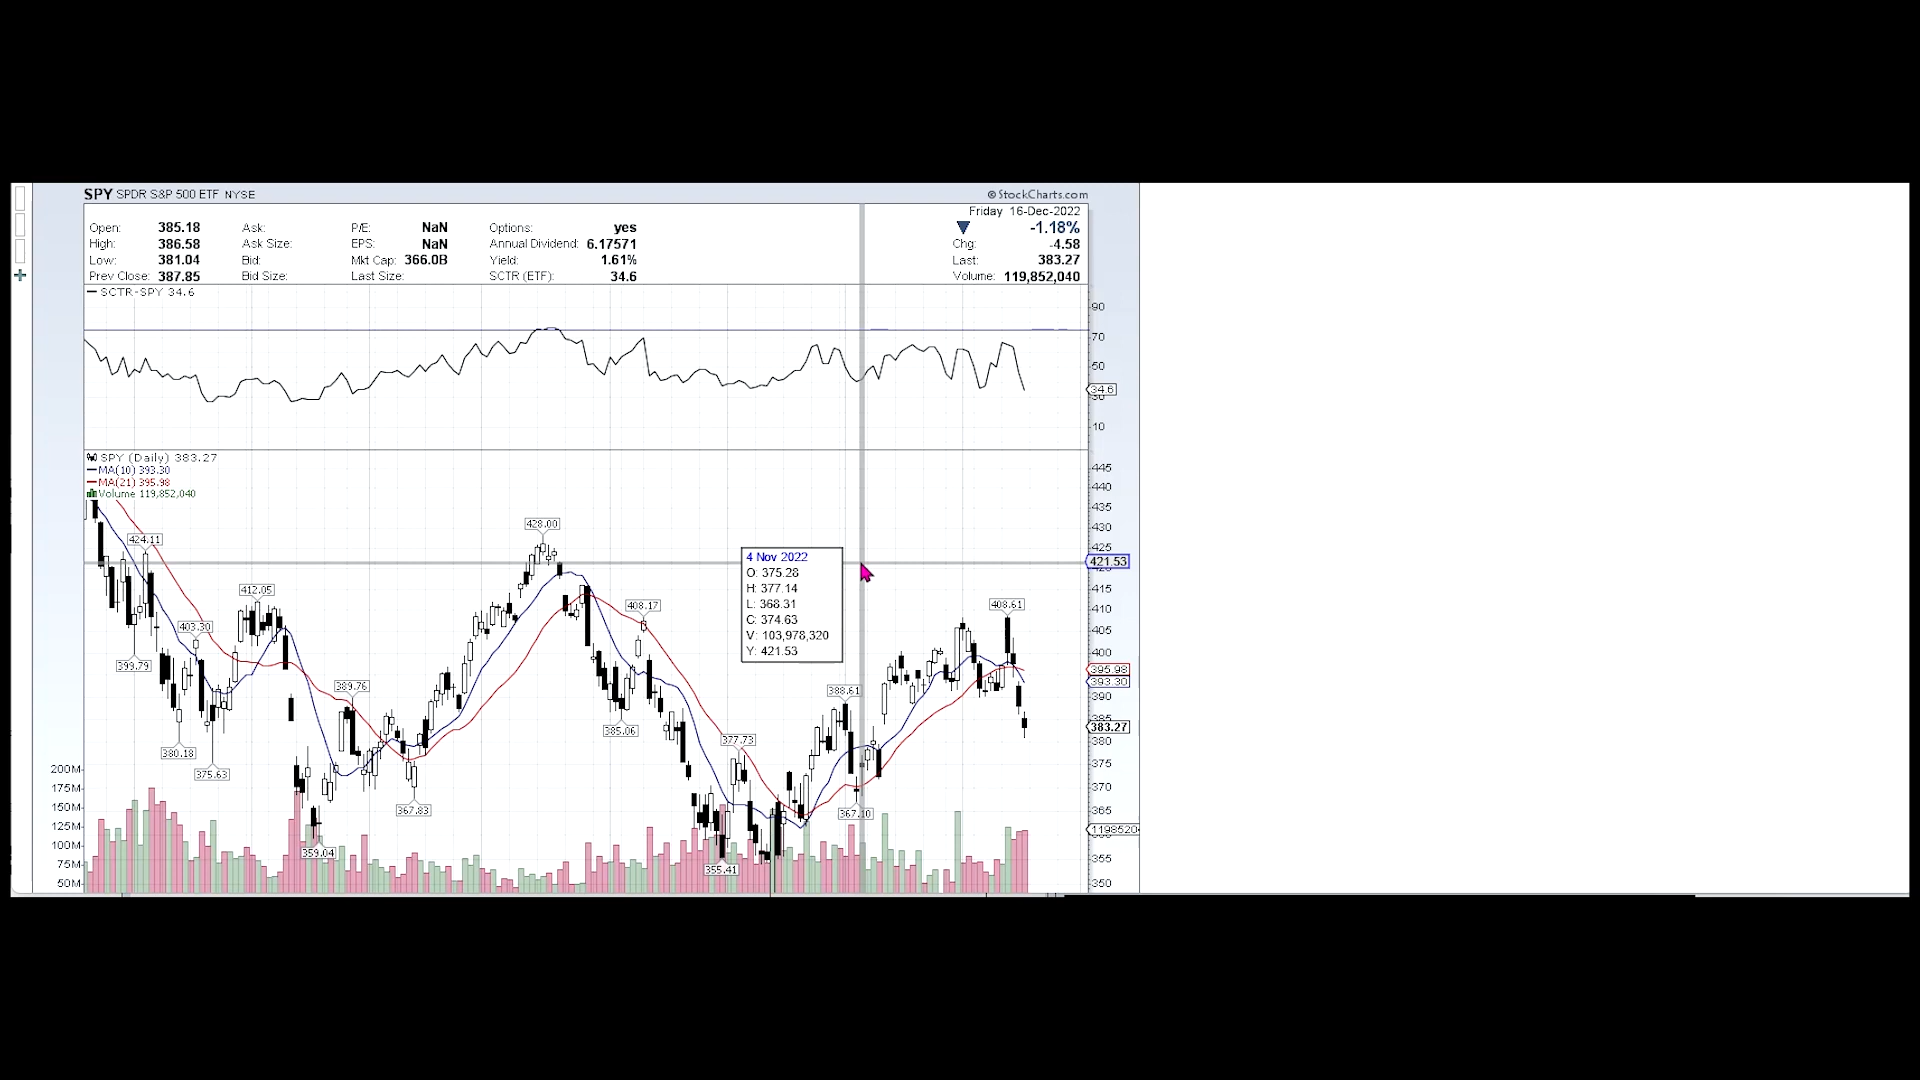 SPY SPDR S&P 500 ETF NYSE
©StockCharts.com
Friday 16-Dec-2022
Open: 385.18 Ask: P/E: NaN Options: yes -1.18%
High: 386.58 Ask Size: EPS: NaN Annual Dividend: 6.17571 Chg: -4.58
Low: 381.04 Bid: Mkt Cap: 366.0B Yield: 1.61% Last: 383.27
Prev Close: 387.85 Bid Size: Last Size: SCTR (ETF): 34.6 Volume: 119,852,040
SCTR-SPY 34.6
90
70
50
34.6
30
10
SPY (Daily) 383.27
MA(10) 393.30
MA(21) 395.98
Volume 119,852,040
445
440
435
430
428.00
424.11
425
4 Nov 2022
O: 375.28
H: 377.14
L: 368.31
C: 374.63
V: 103,978,320
Y: 421.53
421.53
415
412.05
410
408.17
408.61
403.30
405
400
399.79
395.98
393.30
389.76
388.61
390
385
385.06
383.27
377.73
380
380.18
375.63
375
200M
175M
370
367.83
367.10
365
150M
125M
1198520
100M
359.04
355.41
355
75M
50M
350